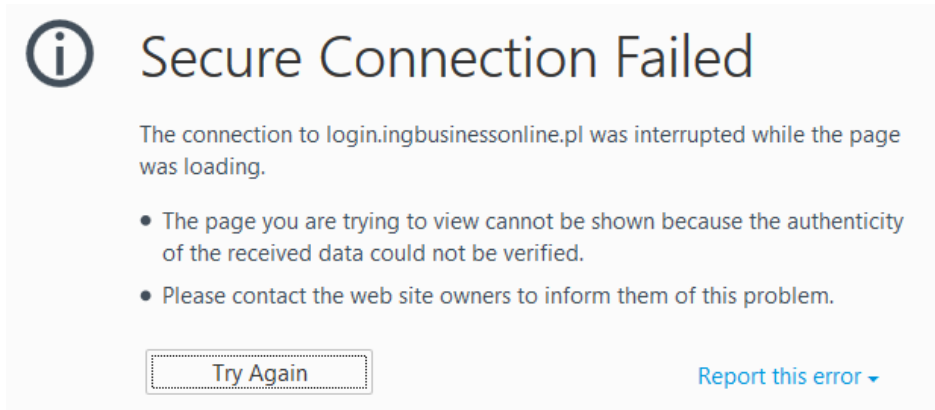 Secure Connection Failed
The connection to login.ingbusinessonline.pl was interrupted while the page
was loading.
• The page you are trying to view cannot be shown because the authenticity
of the received data could not be verified.
• Please contact the web site owners to inform them of this problem.
Try Again
Report this error